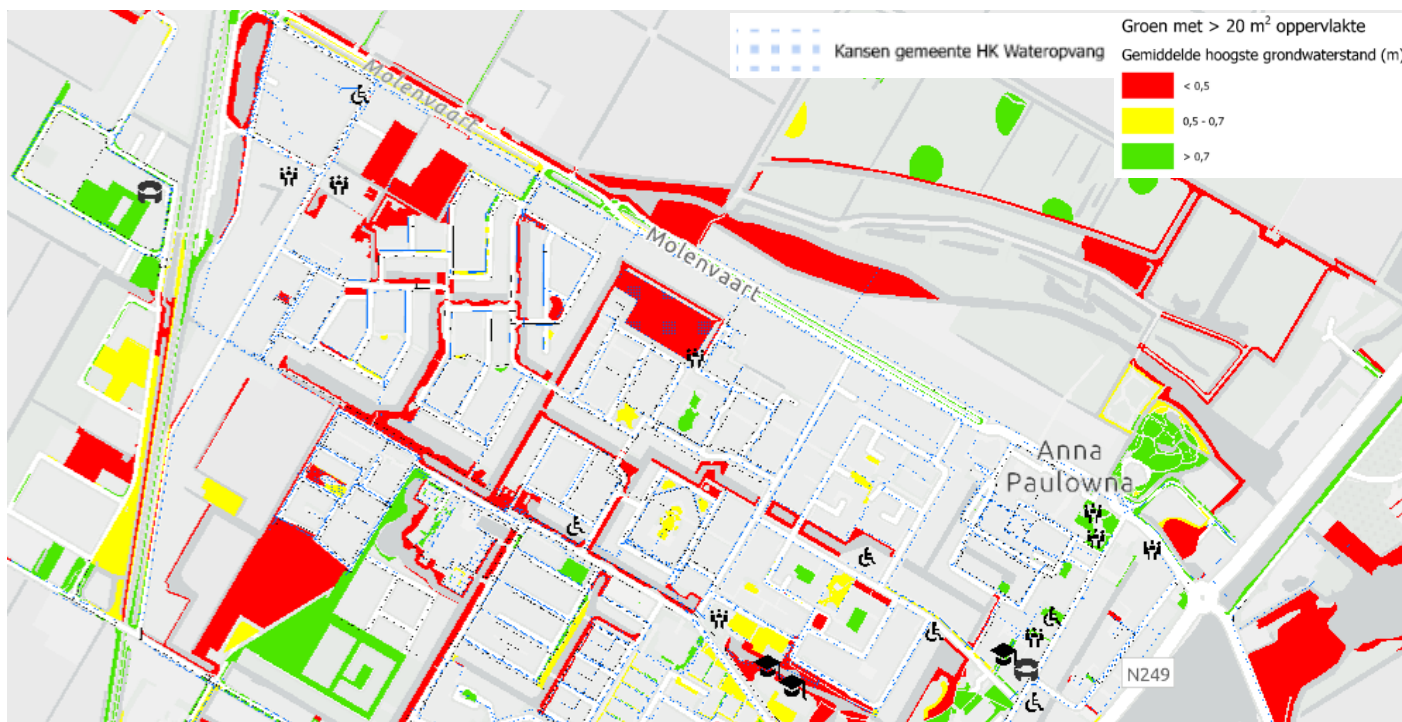 Kansen gemeente HK Wateropvang
Groen met > 20 m² oppervlakte
Gemiddelde hoogste grondwaterstand (m)
< 0,5
0,5 - 0,7
> 0,7
Molenvaart
Molenvaart
Anna
Paulowna
N249